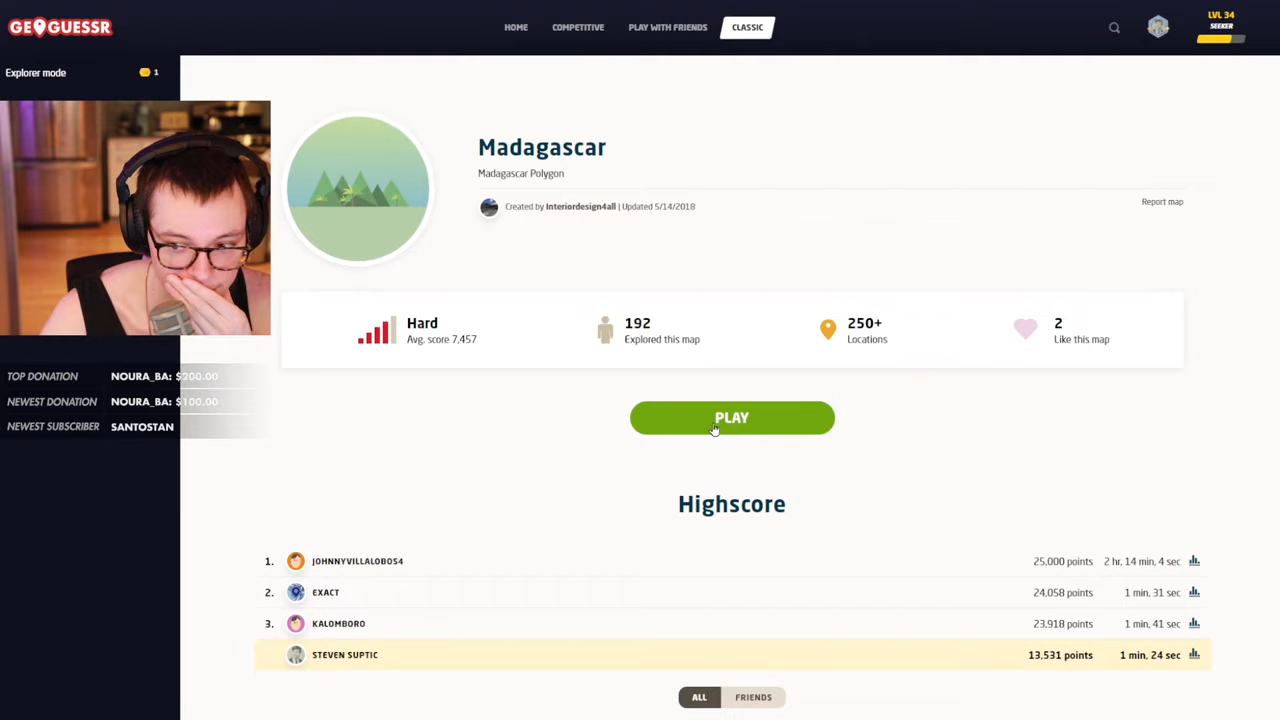 GEOGUESSR
HOME
COMPETITIVE
PLAY WITH FRIENDS
CLASSIC
LVL 34
SEEKER
Explorer mode
1
Madagascar
Madagascar Polygon
Created by Interiordesign4all | Updated 5/14/2018
Report map
Hard
Avg. score 7,457
192
Explored this map
250+
Locations
2
Like this map
TOP DONATION NOURA_BA: $200.00
NEWEST DONATION NOURA_BA: $100.00
NEWEST SUBSCRIBER SANTOSTAN
PLAY
Highscore
1. JOHNNYVILLALOBOS4 25,000 points 2 hr, 14 min, 4 sec
2. EXACT 24,058 points 1 min, 31 sec
3. KALOMBORO 23,918 points 1 min, 41 sec
STEVEN SUPTIC 13,531 points 1 min, 24 sec
ALL
FRIENDS